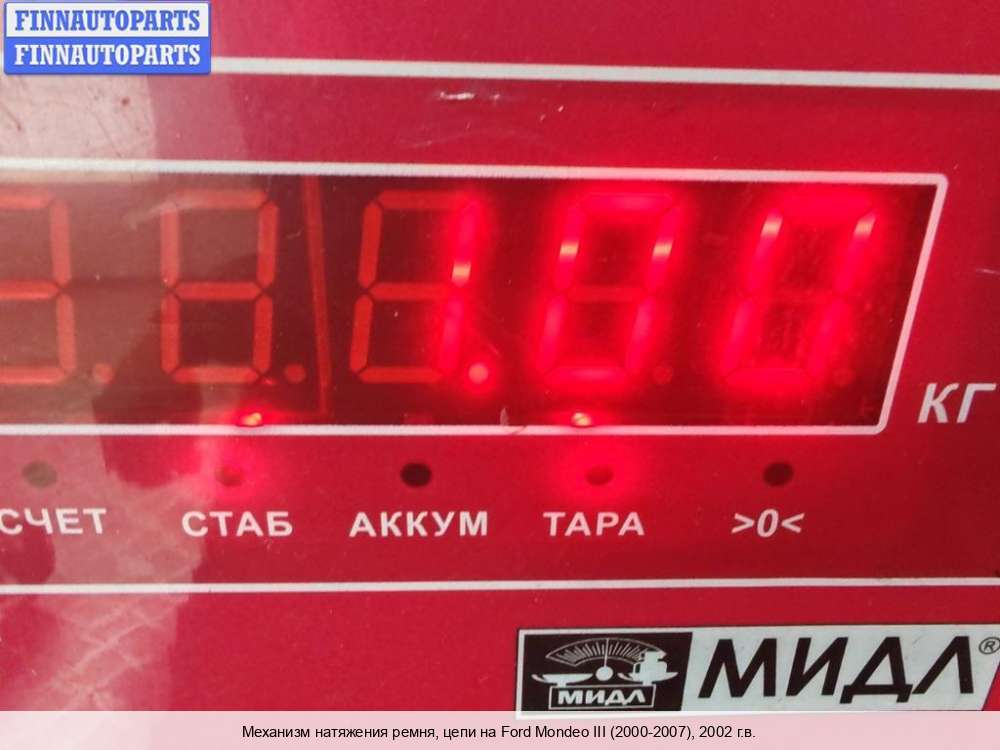 FINNAUTOPARTS
FINNAUTOPARTS
1.00
КГ
СЧЕТ СТАБ АККУМ ТАРА >0<
МИДЛ МИДЛ®
Механизм натяжения ремня, цепи на Ford Mondeo III (2000-2007), 2002 г.в.